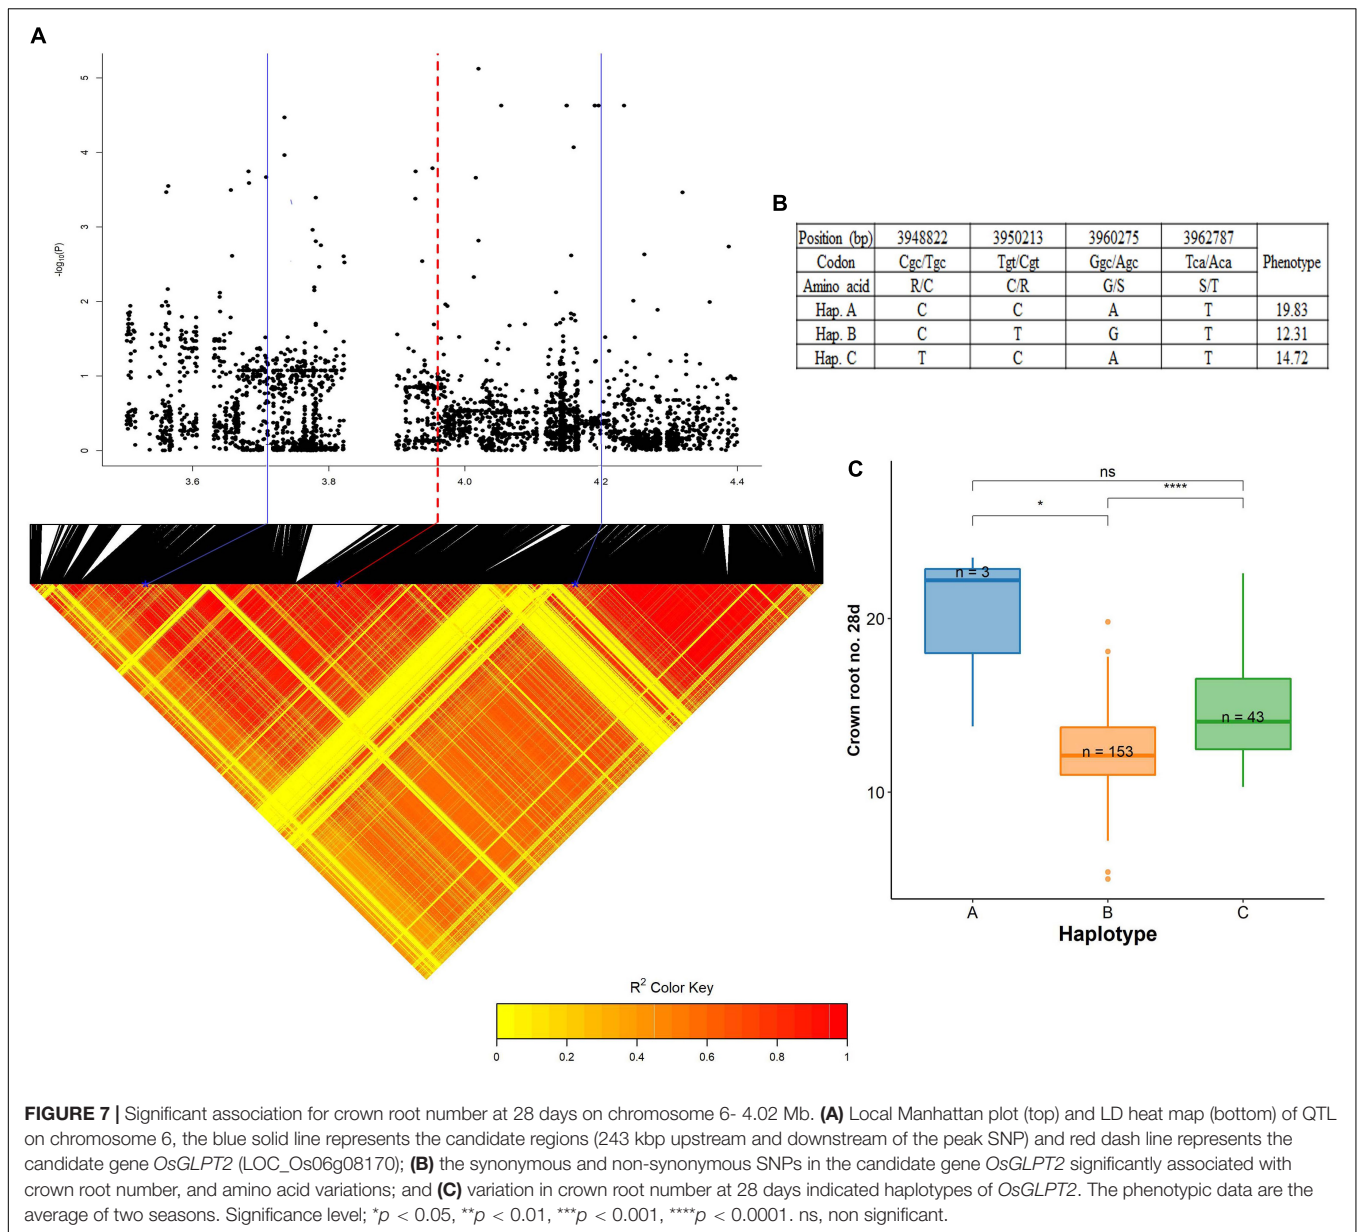 A
-log10(P)
5
4
3
2
1
0
3.6 3.8 4.0 4.2 4.4
B
Position (bp) 3948822 3950213 3960275 3962787 Phenotype
Codon Cgc/Tgc Tgt/Cgt Ggc/Agc Tca/Aca
Amino acid R/C C/R G/S S/T
Hap. A C C A T 19.83
Hap. B C T G T 12.31
Hap. C T C A T 14.72
C
ns
* ****
n = 3
n = 153
n = 43
Crown root no. 28d
20
10
A B C
Haplotype
R² Color Key
0 0.2 0.4 0.6 0.8 1
FIGURE 7 | Significant association for crown root number at 28 days on chromosome 6- 4.02 Mb. (A) Local Manhattan plot (top) and LD heat map (bottom) of QTL
on chromosome 6, the blue solid line represents the candidate regions (243 kbp upstream and downstream of the peak SNP) and red dash line represents the
candidate gene OsGLPT2 (LOC_Os06g08170); (B) the synonymous and non-synonymous SNPs in the candidate gene OsGLPT2 significantly associated with
crown root number, and amino acid variations; and (C) variation in crown root number at 28 days indicated haplotypes of OsGLPT2. The phenotypic data are the
average of two seasons. Significance level; *p < 0.05, **p < 0.01, ***p < 0.001, ****p < 0.0001. ns, non significant.